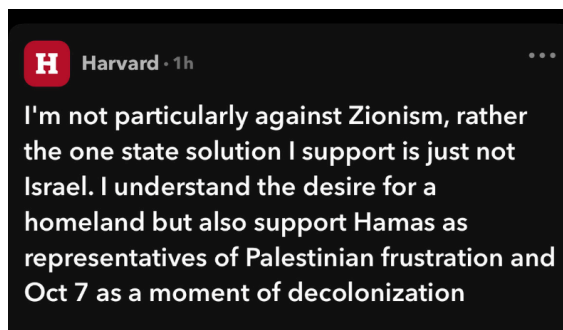 H Harvard · 1h
I'm not particularly against Zionism, rather
the one state solution I support is just not
Israel. I understand the desire for a
homeland but also support Hamas as
representatives of Palestinian frustration and
Oct 7 as a moment of decolonization